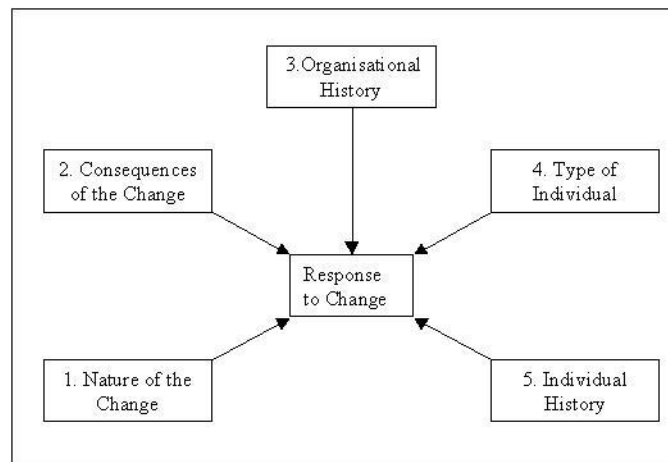 3.Organisational
History
2. Consequences
of the Change
4. Type of
Individual
Response
to Change
1. Nature of the
Change
5. Individual
History